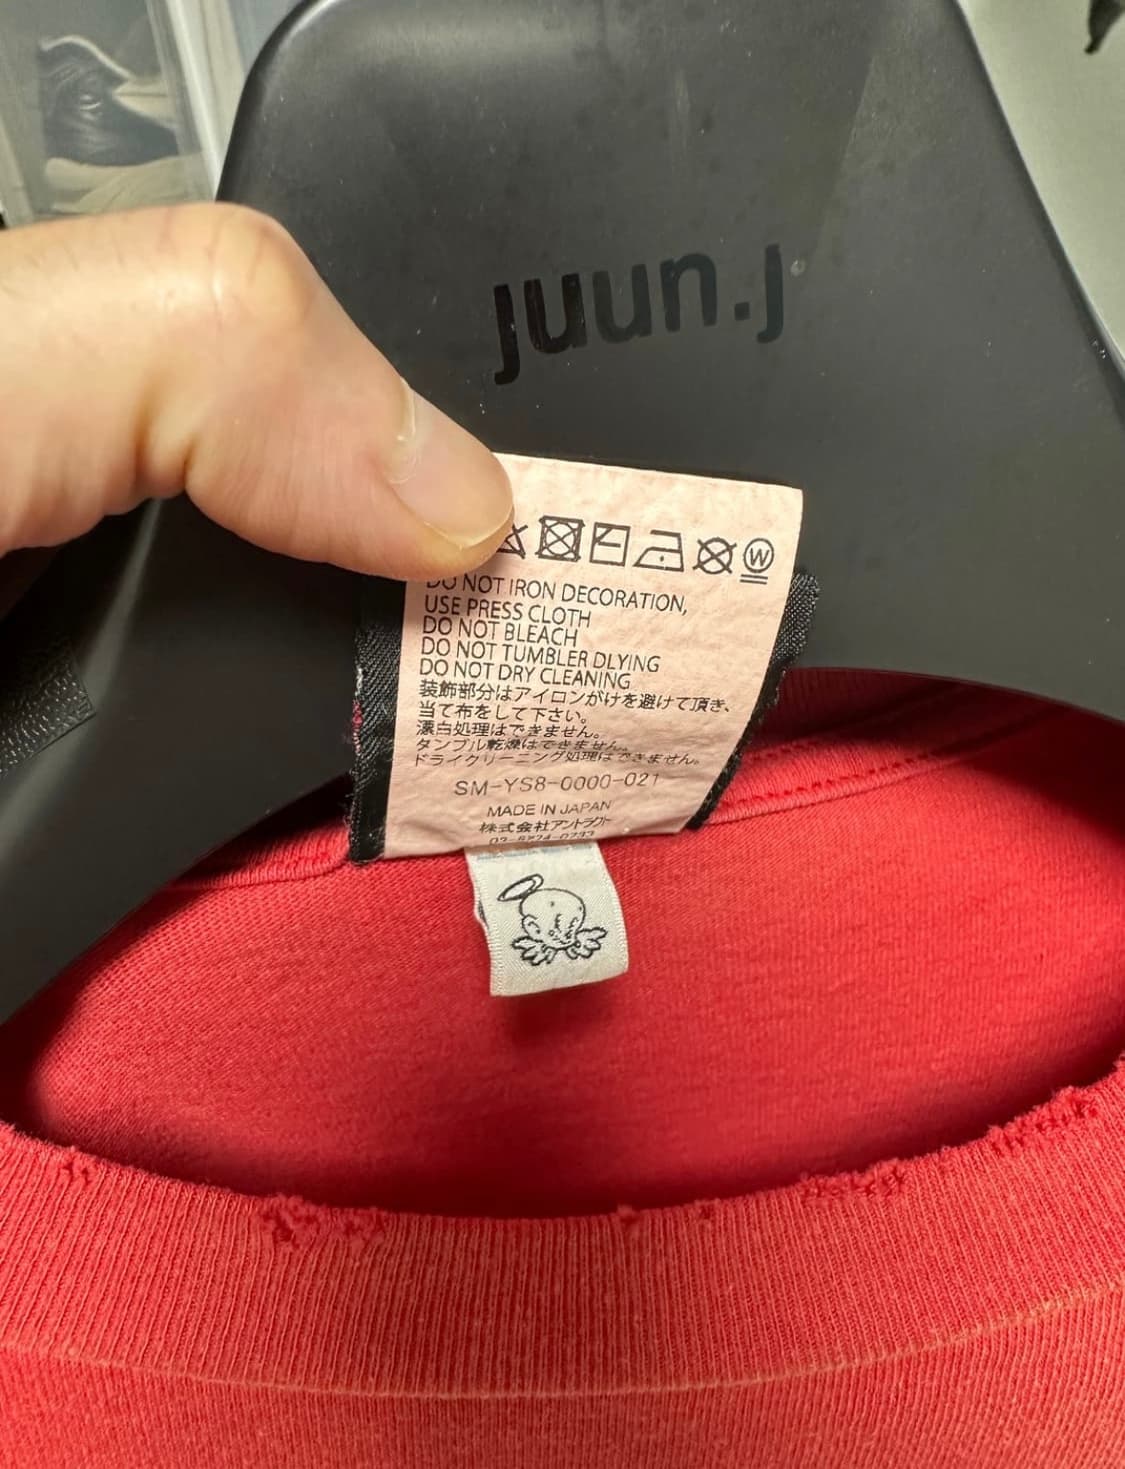 juun.j
W
DO NOT IRON DECORATION,
USE PRESS CLOTH
DO NOT BLEACH
DO NOT TUMBLER DLYING
DO NOT DRY CLEANING
装飾部分はアイロンがけを避けて頂き、
当て布をして下さい。
漂白処理はできません。
タンブル乾燥はできません。
ドライクリーニング処理はできません。
SM-YS8-0000-021
MADE IN JAPAN
株式会社アントラクト